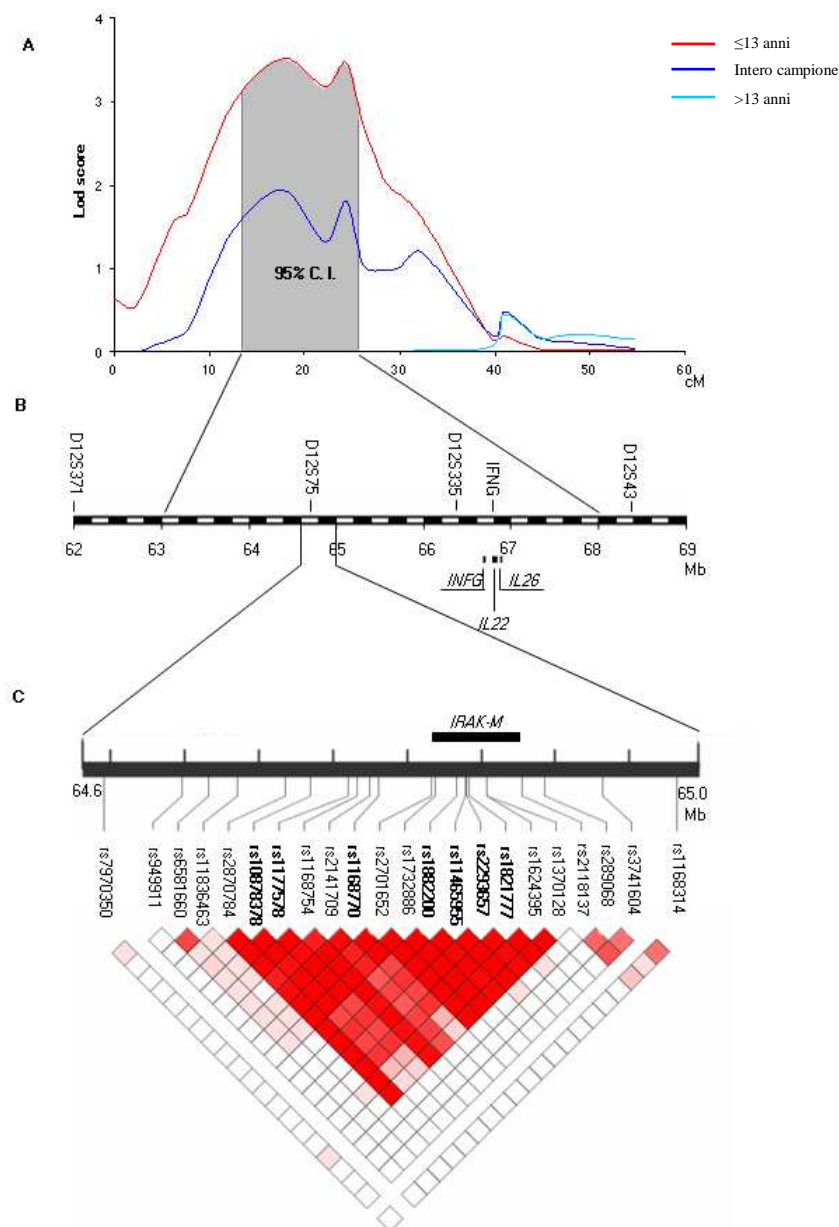 A
4
3
2
1
0
Lod score
95% C. I.
0
10
20
30
40
50
60
cM
≤13 anni
Intero campione
>13 anni
B
D12S371
D12S75
D12S335
IFNG
D12S43
62
63
64
65
66
67
68
69
Mb
INFG
IL26
IL22
C
IRAK-M
64.6
65.0
Mb
rs7970350
rs949911
rs6581660
rs11836463
rs2870784
rs10878378
rs1177578
rs1168754
rs2141709
rs1168770
rs2701652
rs1732886
rs1882200
rs11465955
rs2293657
rs1821777
rs1624395
rs1370128
rs2118137
rs289068
rs3741604
rs1168314